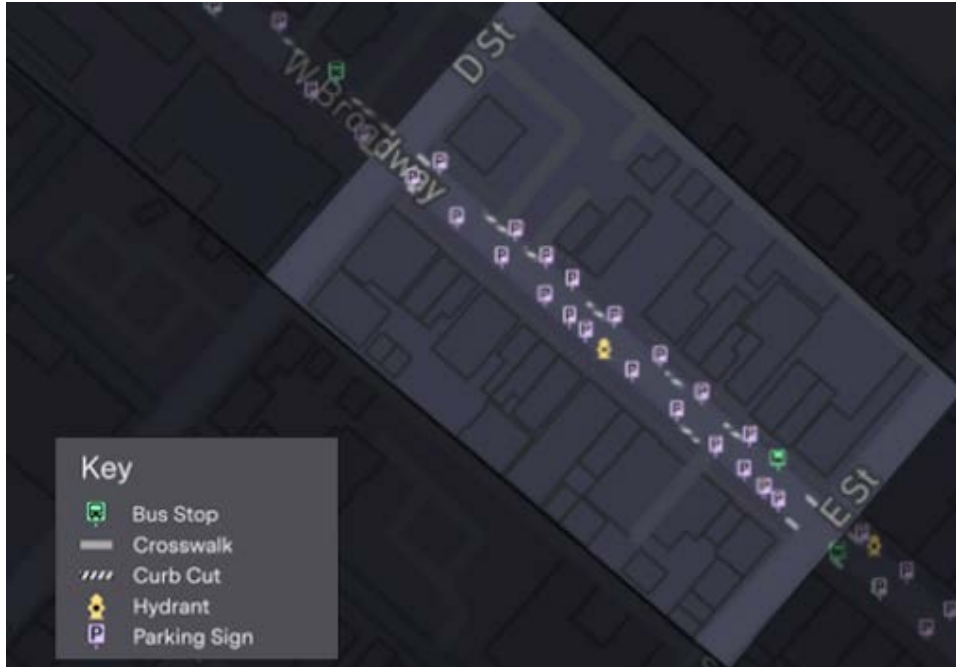 D St
W Broadway
E St
Key
Bus Stop
Crosswalk
Curb Cut
Hydrant
Parking Sign